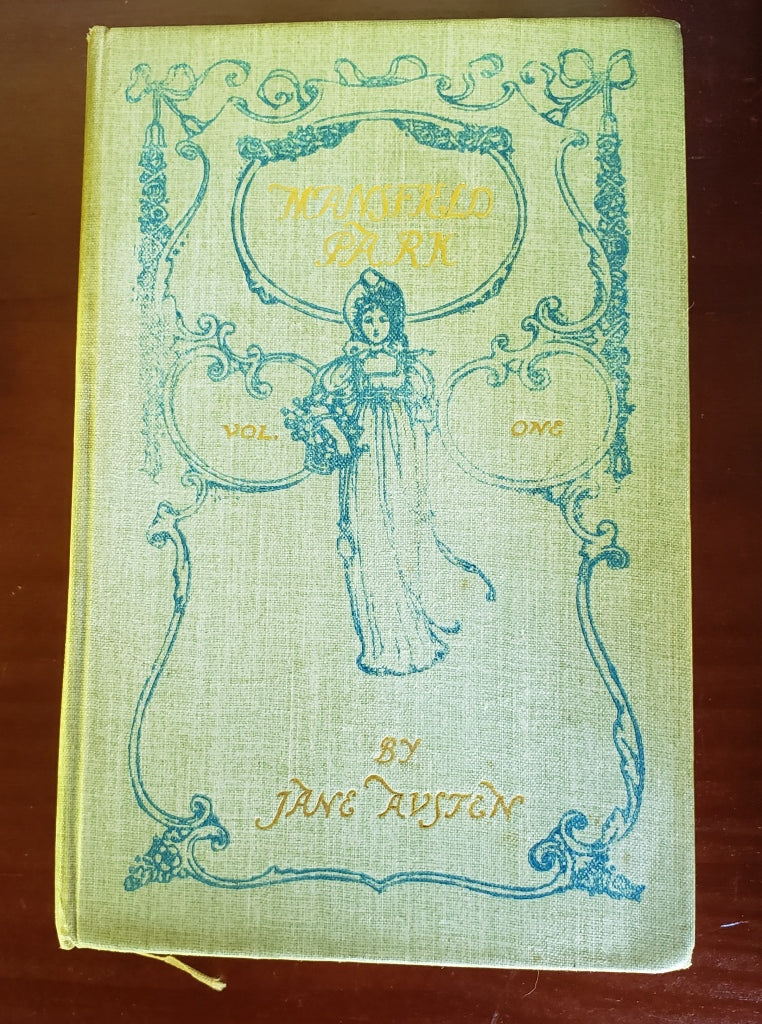 MANSFIELD
PARK
VOL. ONE
BY
JANE AUSTEN